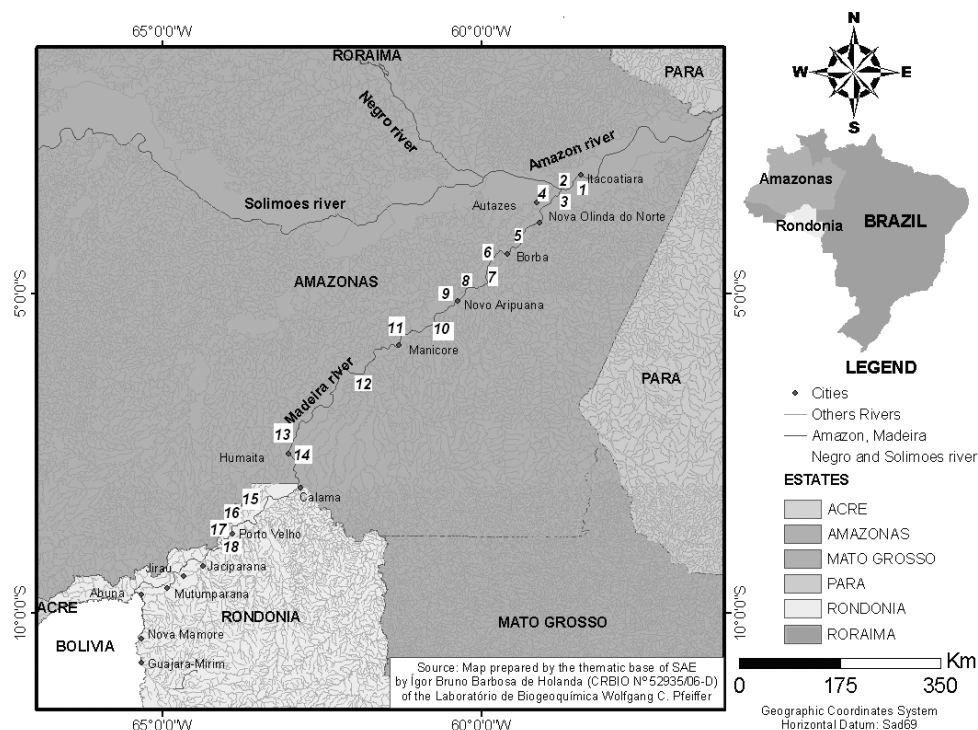 65°0'0"W
60°0'0"W
RORAIMA
PARA
Negro river
Amazon river
Solimoes river
2
1
Itacoatiara
4
3
Autazes
Nova Olinda do Norte
5
6
Borba
AMAZONAS
7
8
9
Novo Aripuana
5°0'0"S
5°0'0"S
11
10
Manicore
PARA
12
Madeira river
13
14
Humaita
15
Calama
16
17
Porto Velho
18
Jirau
Jaciparana
Abuna
Mutumparana
ACRE
RONDONIA
MATO GROSSO
10°0'0"S
10°0'0"S
BOLIVIA
Nova Mamore
Guajara-Mirim
Source: Map prepared by the thematic base of SAE
by Ígor Bruno Barbosa de Holanda (CRBIO Nº 52935/06-D)
of the Laboratório de Biogeoquímica Wolfgang C. Pfeiffer
65°0'0"W
60°0'0"W
N
W
E
S
Amazonas
Rondonia
BRAZIL
LEGEND
Cities
Others Rivers
Amazon, Madeira
Negro and Solimoes river
ESTATES
ACRE
AMAZONAS
MATO GROSSO
PARA
RONDONIA
RORAIMA
Km
0 175 350
Geographic Coordinates System
Horizontal Datum: Sad69